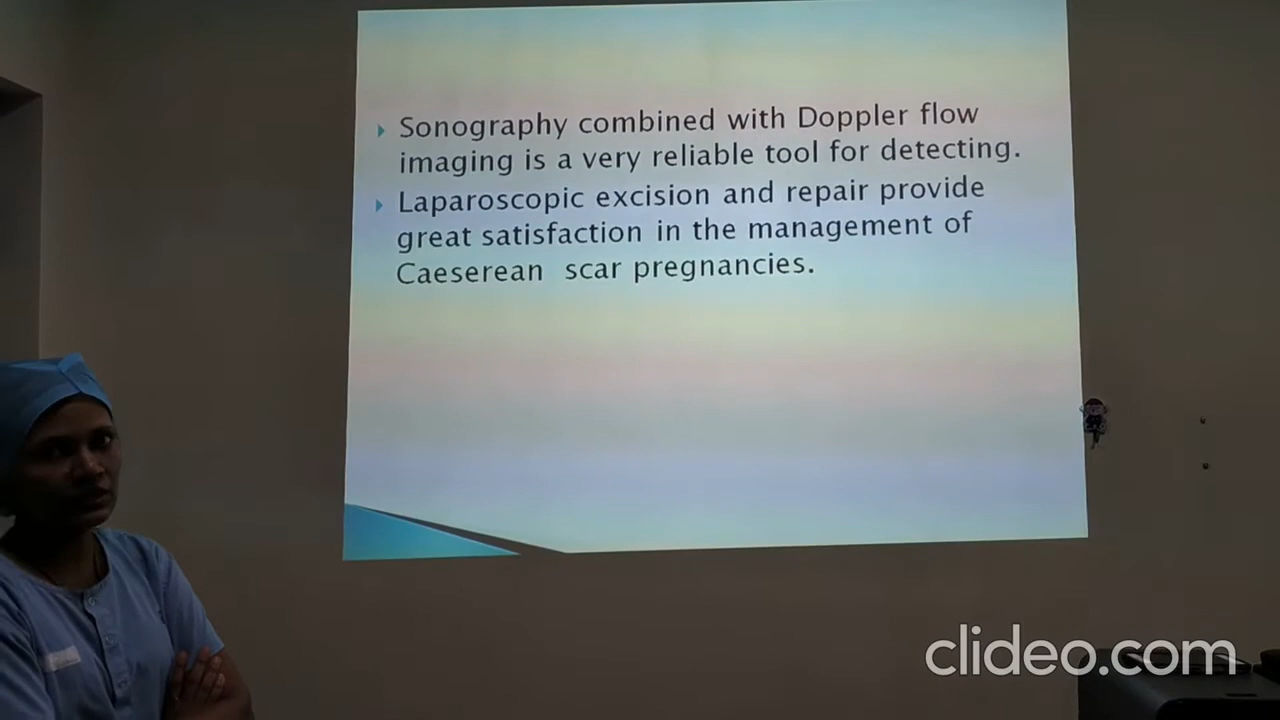 Sonography combined with Doppler flow
imaging is a very reliable tool for detecting.
Laparoscopic excision and repair provide
great satisfaction in the management of
Caeserean scar pregnancies.
clideo.com